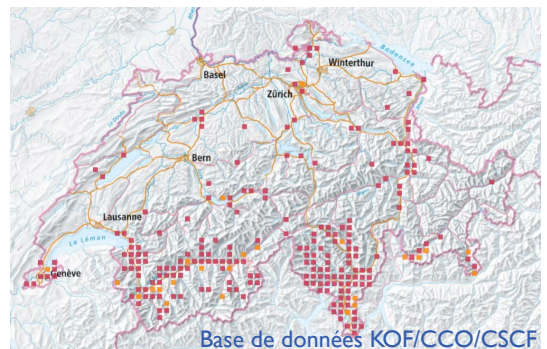 Bodensee
Basel
Winterthur
Zürich
Bern
Lausanne
Le Léman
Genève
Base de données KOF/CCO/CSCF